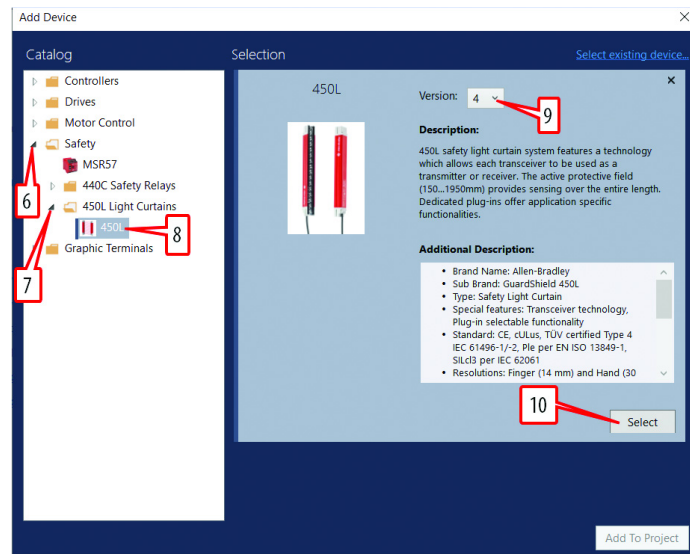 Add Device
Catalog
Selection
Select existing device...
Controllers
Drives
Motor Control
Safety
MSR57
440C Safety Relays
450L Light Curtains
450L
Graphic Terminals
6
7
8
450L
Version: 4
9
Description:
450L safety light curtain system features a technology
which allows each transceiver to be used as a
transmitter or receiver. The active protective field
(150...1950mm) provides sensing over the entire length.
Dedicated plug-ins offer application specific
functionalities.
Additional Description:
• Brand Name: Allen-Bradley
• Sub Brand: GuardShield 450L
• Type: Safety Light Curtain
• Special features: Transceiver technology,
Plug-in selectable functionality
• Standard: CE, cULus, TÜV certified Type 4
IEC 61496-1/-2, Ple per EN ISO 13849-1,
SILcl3 per IEC 62061
• Resolutions: Finger (14 mm) and Hand (30
10
Select
Add To Project